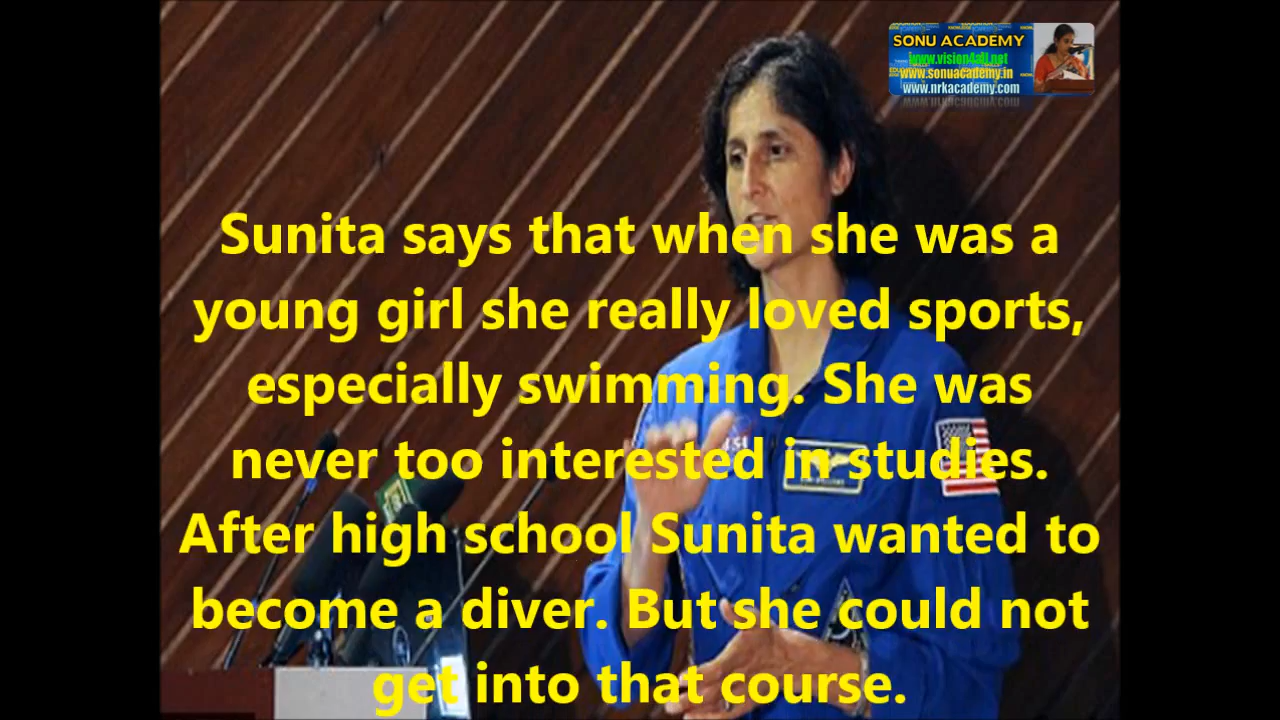 SONU ACADEMY
www.vision4all.net
www.sonuacademy.in
www.nrkacademy.com
Sunita says that when she was a
young girl she really loved sports,
especially swimming. She was
never too interested in studies.
After high school Sunita wanted to
become a diver. But she could not
get into that course.